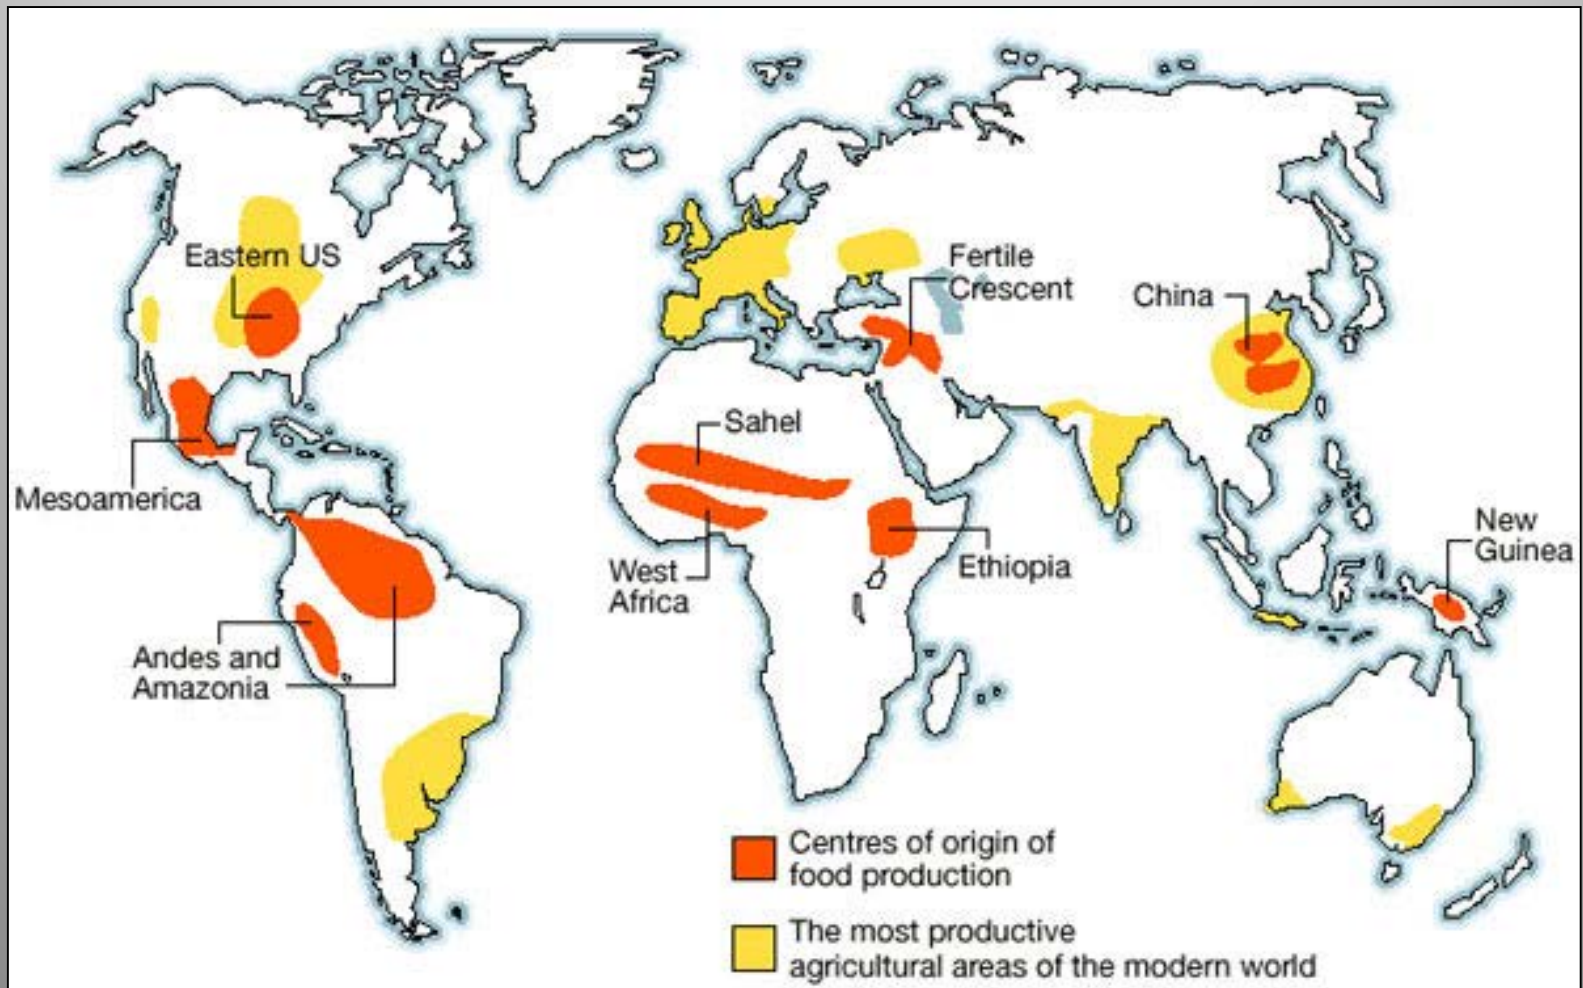 Eastern US
Fertile
Crescent
China
Sahel
Mesoamerica
New
Guinea
West
Africa
Ethiopia
Andes and
Amazonia
Centres of origin of
food production
The most productive
agricultural areas of the modern world